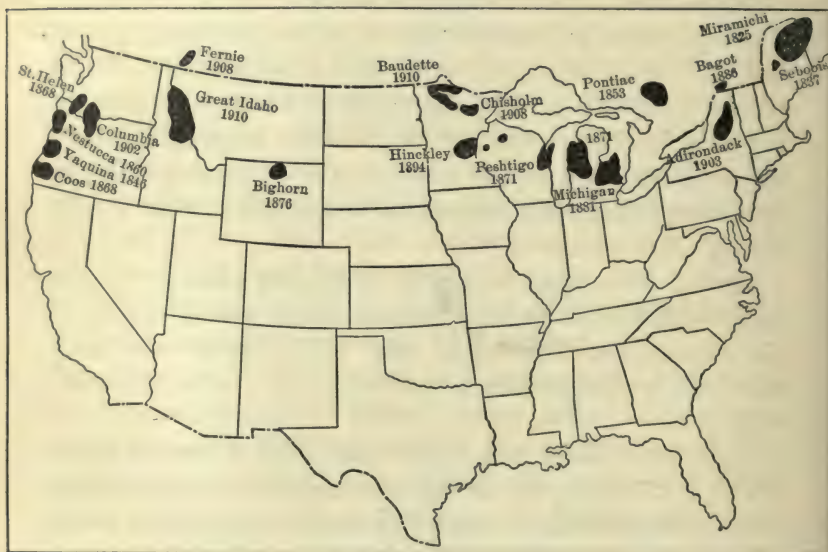 Miramichi
1825
Fernie
1908
Baudette
1910
Pontiac
1853
Bagot
1886
Sebobis
1837
St. Helen
1868
Great Idaho
1910
Chisholm
1908
Columbia
1902
Nestucca 1860
Yaquina 1846
Coos 1868
Hinckley
1894
Peshtigo
1871
1871
Michigan
1881
Adirondack
1903
Bighorn
1876